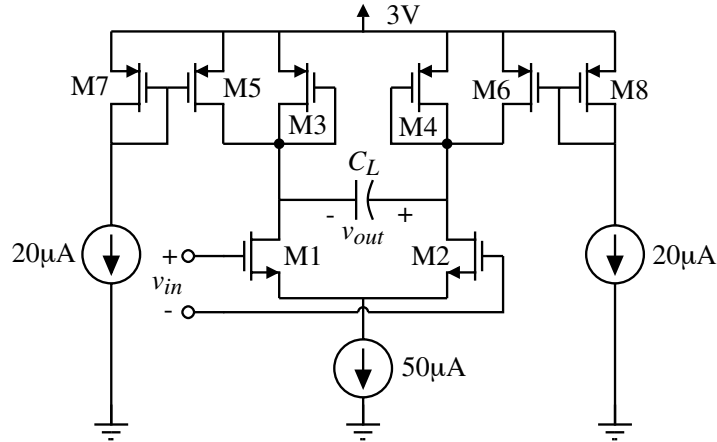 3V
M7
M5
M3
M4
M6
M8
C_L
- v_out +
20μA
+
v_in
-
M1
M2
20μA
50μA